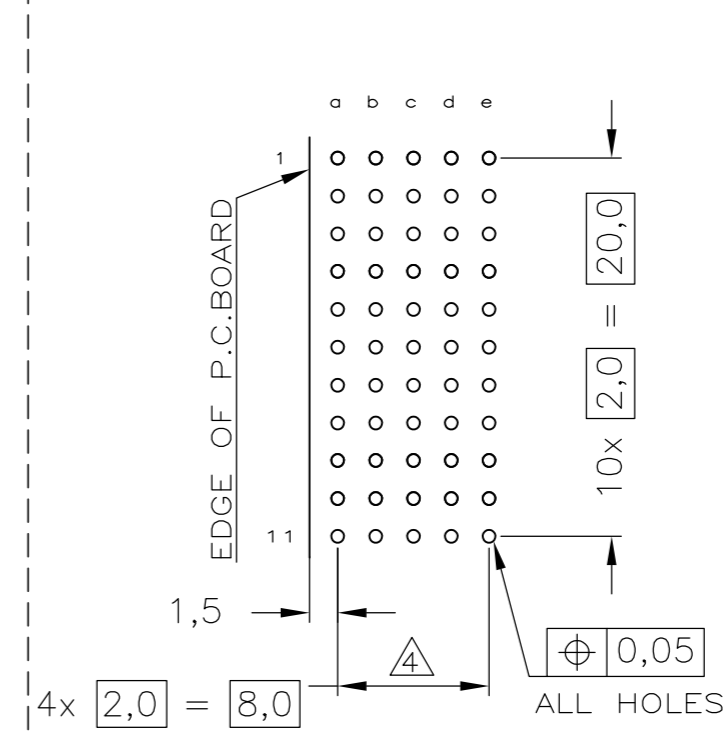 a b c d e
1
EDGE OF P.C.BOARD
10x 2,0 = 20,0
11
1,5
4
⌖ 0,05
4x 2,0 = 8,0
ALL HOLES